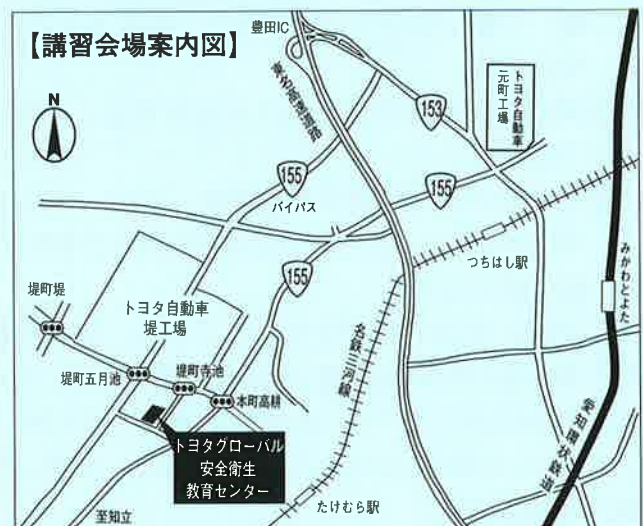 【講習会場案内図】
豊田IC
N
東名高速道路
153
トヨタ自動車
元町工場
155
バイパス
155
つちはし駅
みかわとよた
155
堤町堤
トヨタ自動車
堤工場
名鉄三河線
堤町五月池
堤町寺池
本町高耕
愛知環状鉄道
トヨタグローバル
安全衛生
教育センター
たけむら駅
至知立